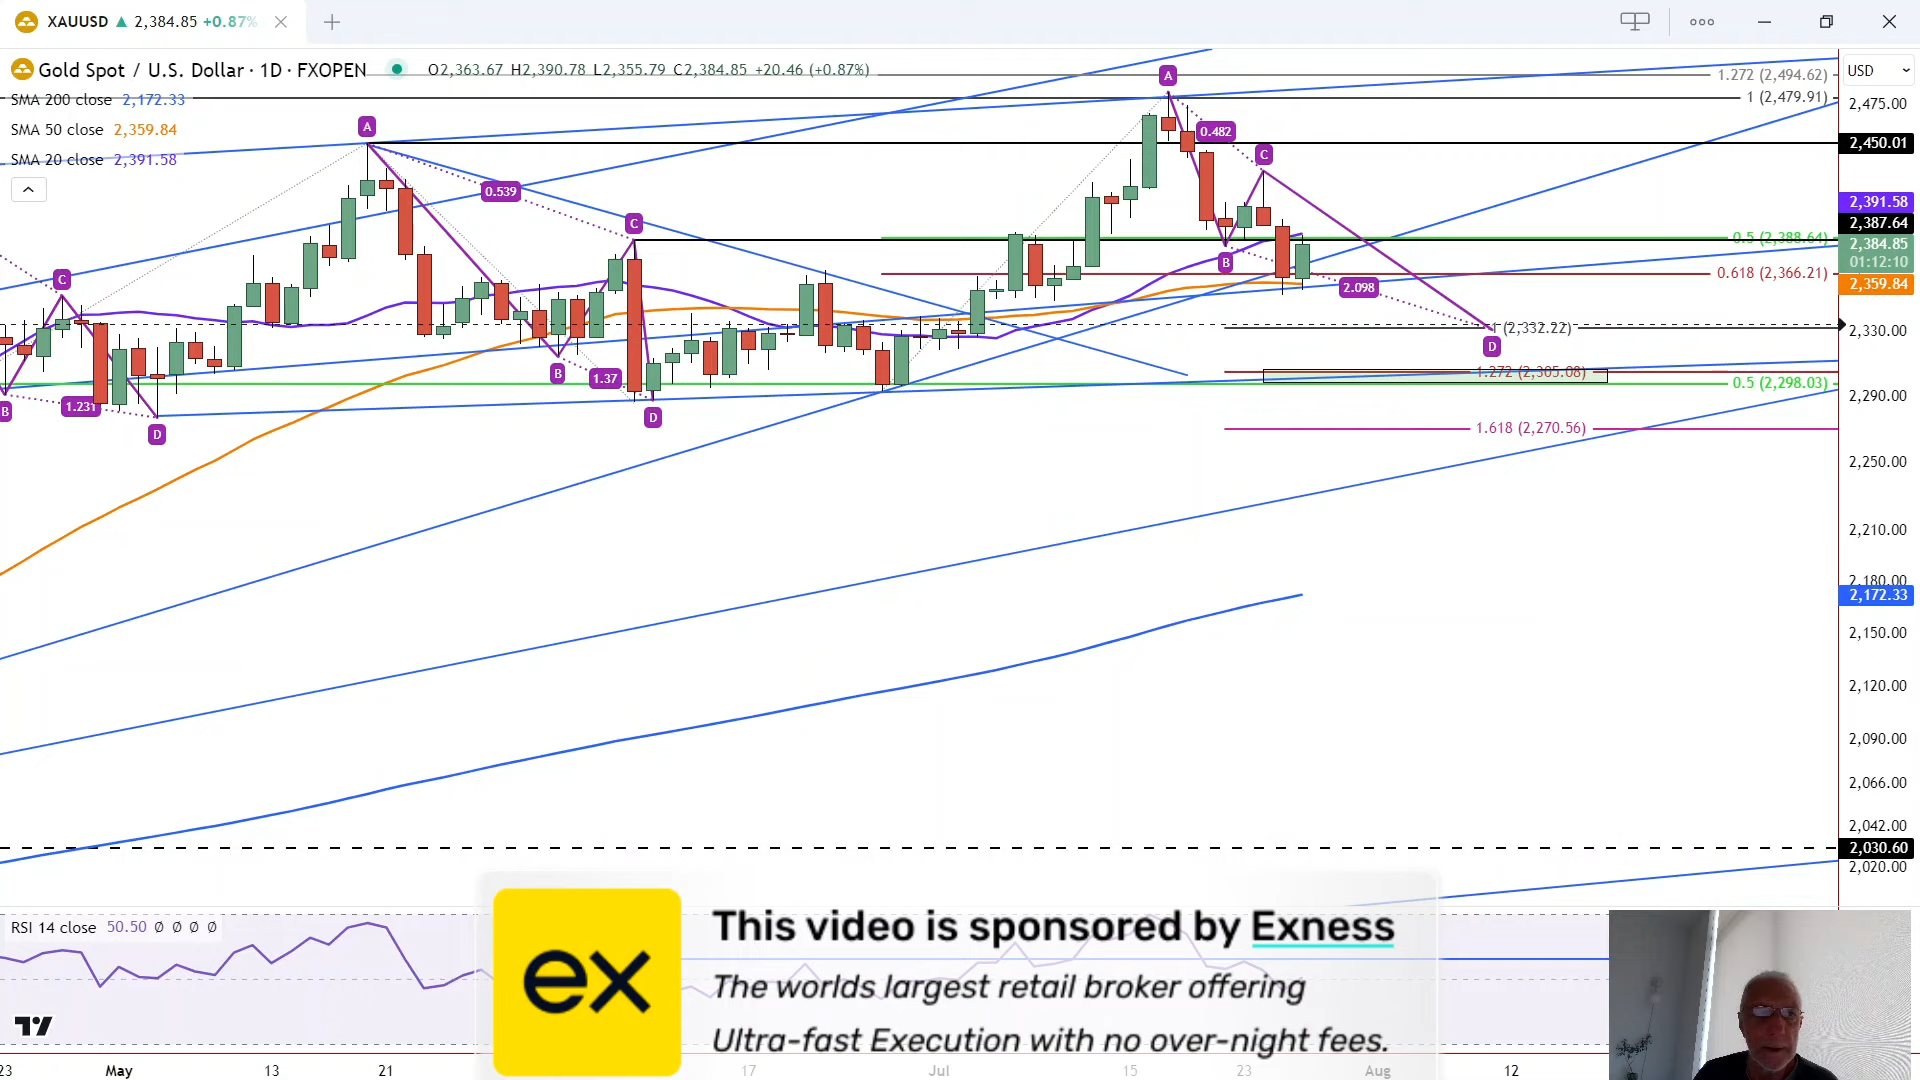 XAUUSD ▲ 2,384.85 +0.87%
Gold Spot / U.S. Dollar · 1D · FXOPEN O2,363.67 H2,390.78 L2,355.79 C2,384.85 +20.46 (+0.87%)
SMA 200 close 2,172.33
SMA 50 close 2,359.84
SMA 20 close 2,391.58
USD
1.272 (2,494.62)
1 (2,479.91)
2,475.00
2,450.01
2,391.58
2,387.64
0.5 (2,388.64)
2,384.85
01:12:10
0.618 (2,366.21)
2,359.84
2,330.00
2,290.00
2,250.00
2,210.00
2,180.00
2,172.33
2,150.00
2,120.00
2,090.00
2,066.00
2,042.00
2,030.60
2,020.00
A
A
0.482
C
0.539
C
C
B
2.098
(2,332.22)
D
B
1.37
1.272 (2,305.08)
0.5 (2,298.03)
B
1.231
D
D
1.618 (2,270.56)
RSI 14 close 50.50 Ø Ø Ø Ø
ex
This video is sponsored by Exness
The worlds largest retail broker offering
Ultra-fast Execution with no over-night fees.
23 May 13 21 17 Jul 15 23 Aug 12